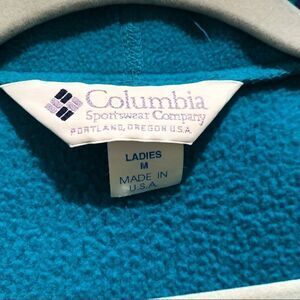 Columbia
Sportswear Company
PORTLAND, OREGON U.S.A.
LADIES
M
MADE IN
U.S.A.